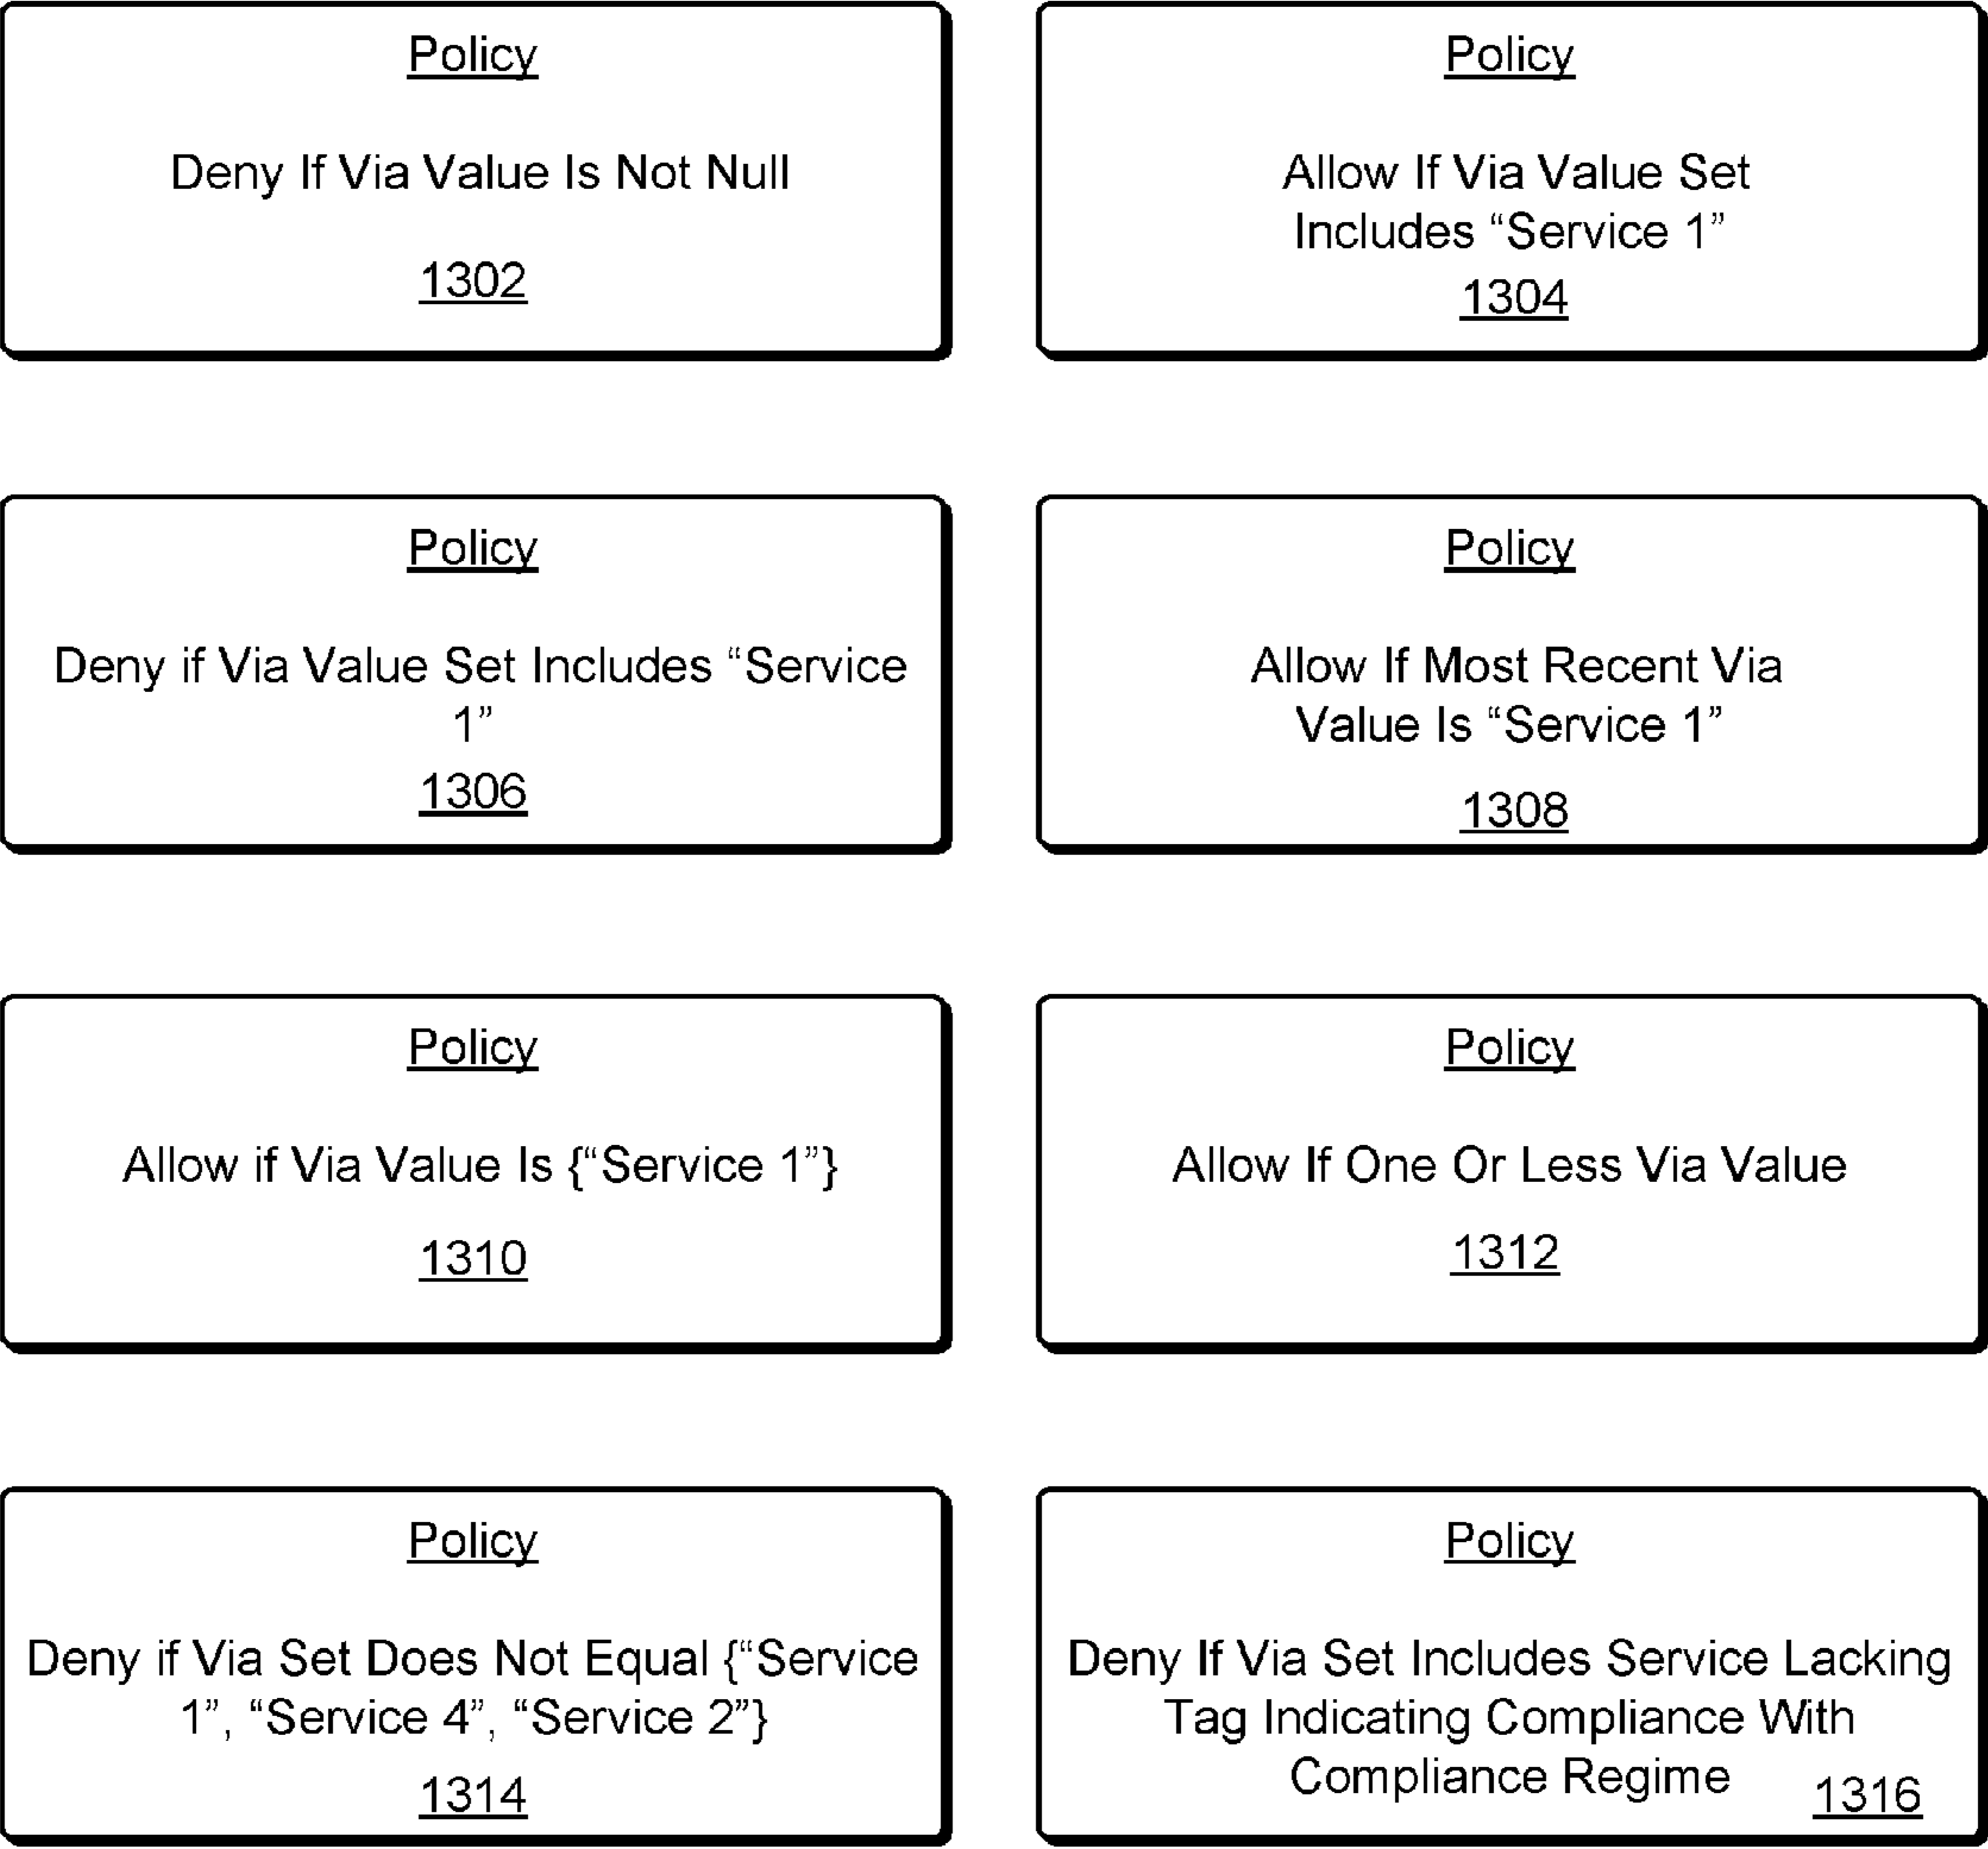 Policy
Deny If Via Value Is Not Null
1302
Policy
Allow If Via Value Set
Includes “Service 1”
1304
Policy
Deny if Via Value Set Includes “Service
1”
1306
Policy
Allow If Most Recent Via
Value Is “Service 1”
1308
Policy
Allow if Via Value Is {“Service 1”}
1310
Policy
Allow If One Or Less Via Value
1312
Policy
Deny if Via Set Does Not Equal {“Service
1”, “Service 4”, “Service 2”}
1314
Policy
Deny If Via Set Includes Service Lacking
Tag Indicating Compliance With
Compliance Regime
1316